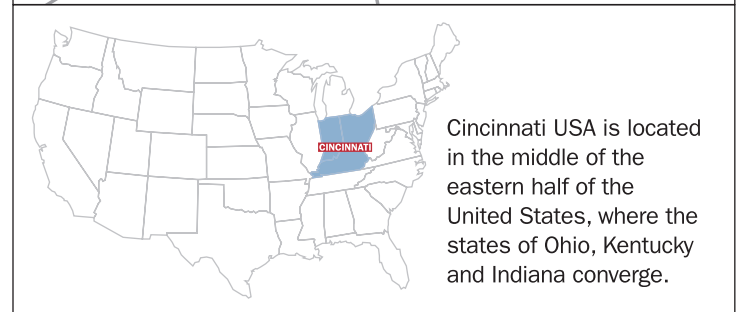 CINCINNATI
Cincinnati USA is located
in the middle of the
eastern half of the
United States, where the
states of Ohio, Kentucky
and Indiana converge.